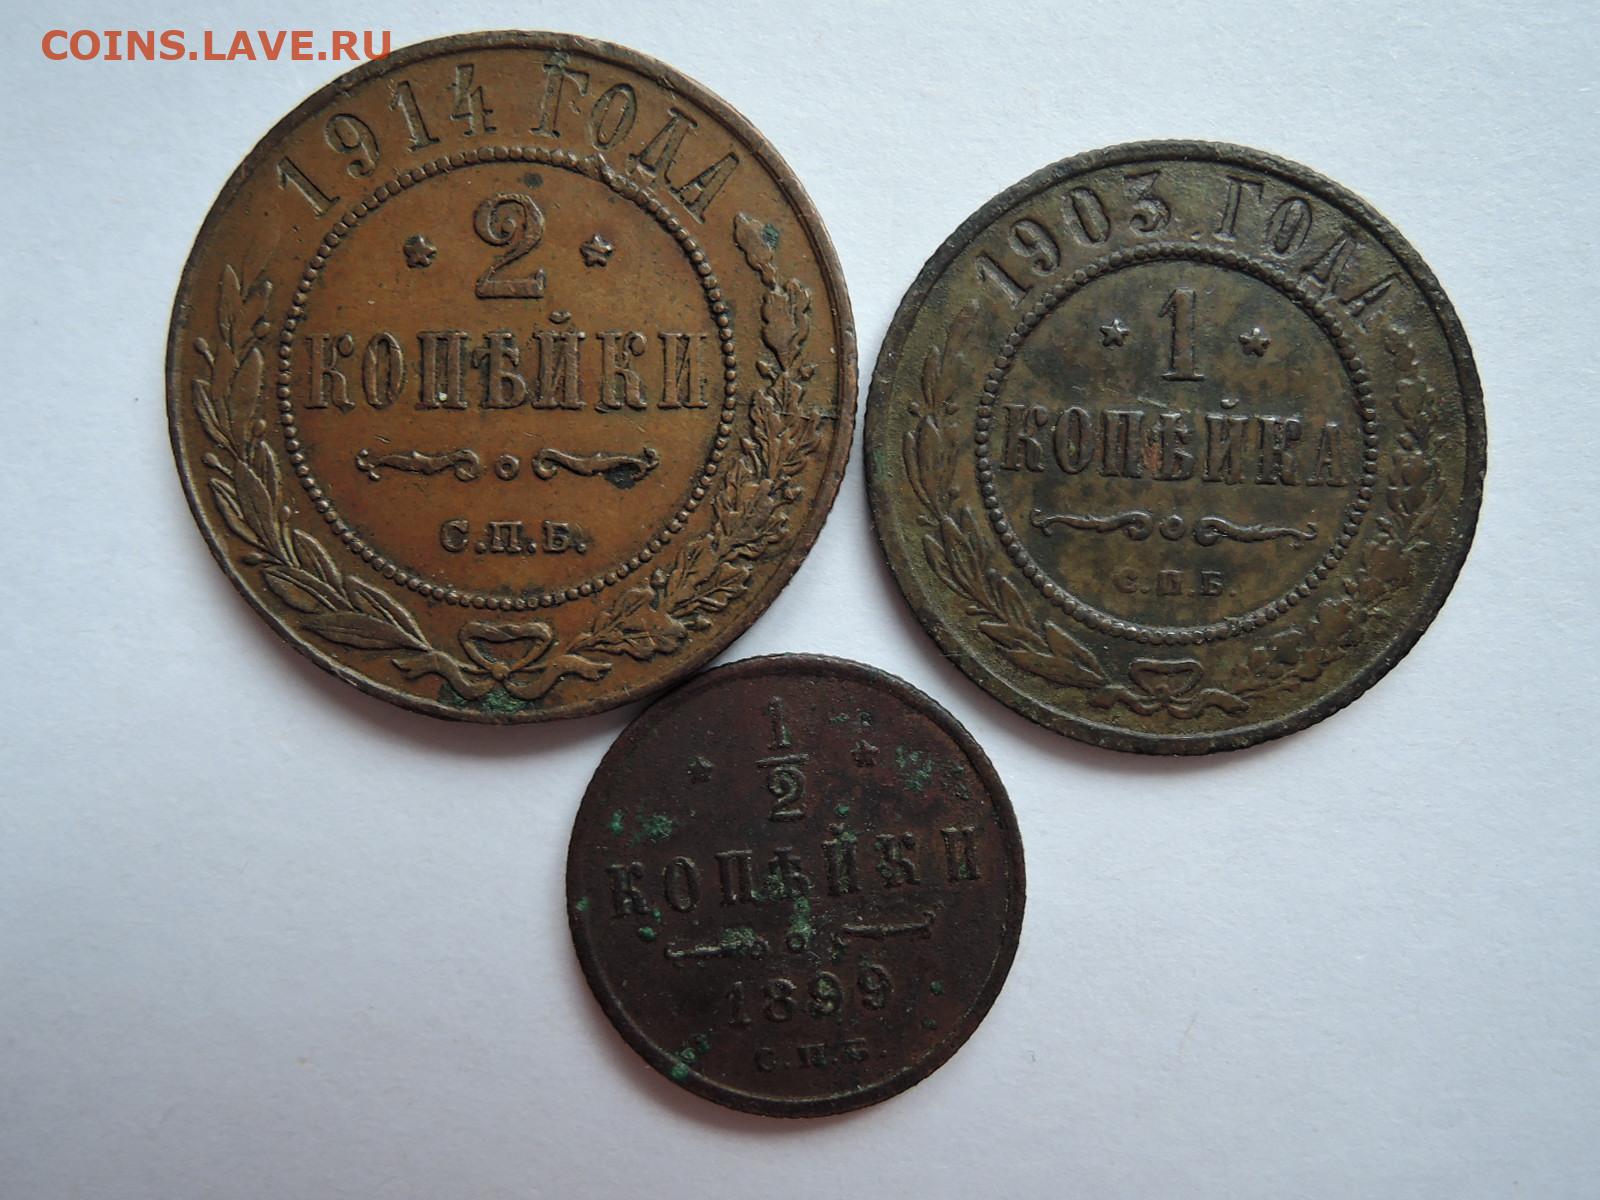 COINS.LAVE.RU
1914 ГОДА
2
КОПѢЙКИ
С.П.Б.
1903 ГОДА
1
КОПѢЙКА
С.П.Б.
1/2
КОПѢЙКИ
1899
С.П.Б.